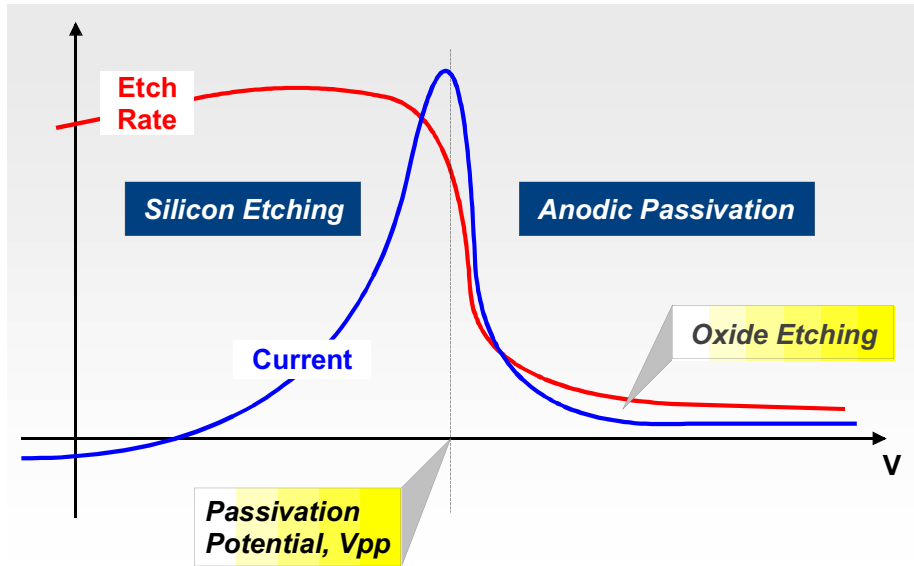 Etch
Rate
Silicon Etching
Anodic Passivation
Oxide Etching
Current
V
Passivation
Potential, Vpp